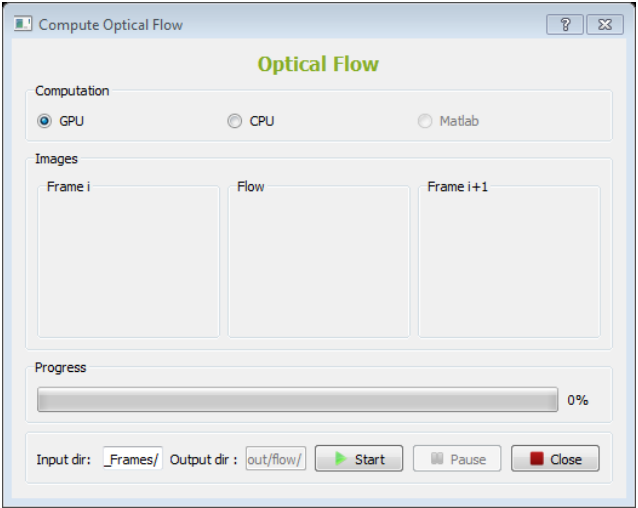 Compute Optical Flow
Optical Flow
Computation
GPU CPU Matlab
Images
Frame i Flow Frame i+1
Progress
0%
Input dir: _Frames/ Output dir : out/flow/ Start Pause Close